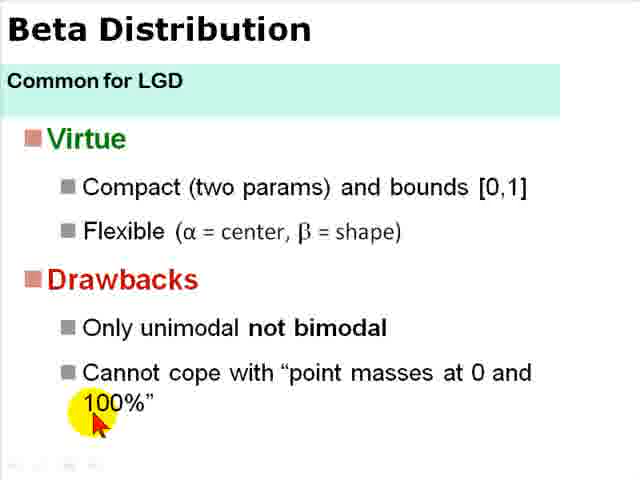 Beta Distribution
Common for LGD
Virtue
Compact (two params) and bounds [0,1]
Flexible (α = center, β = shape)
Drawbacks
Only unimodal not bimodal
Cannot cope with “point masses at 0 and
100%”